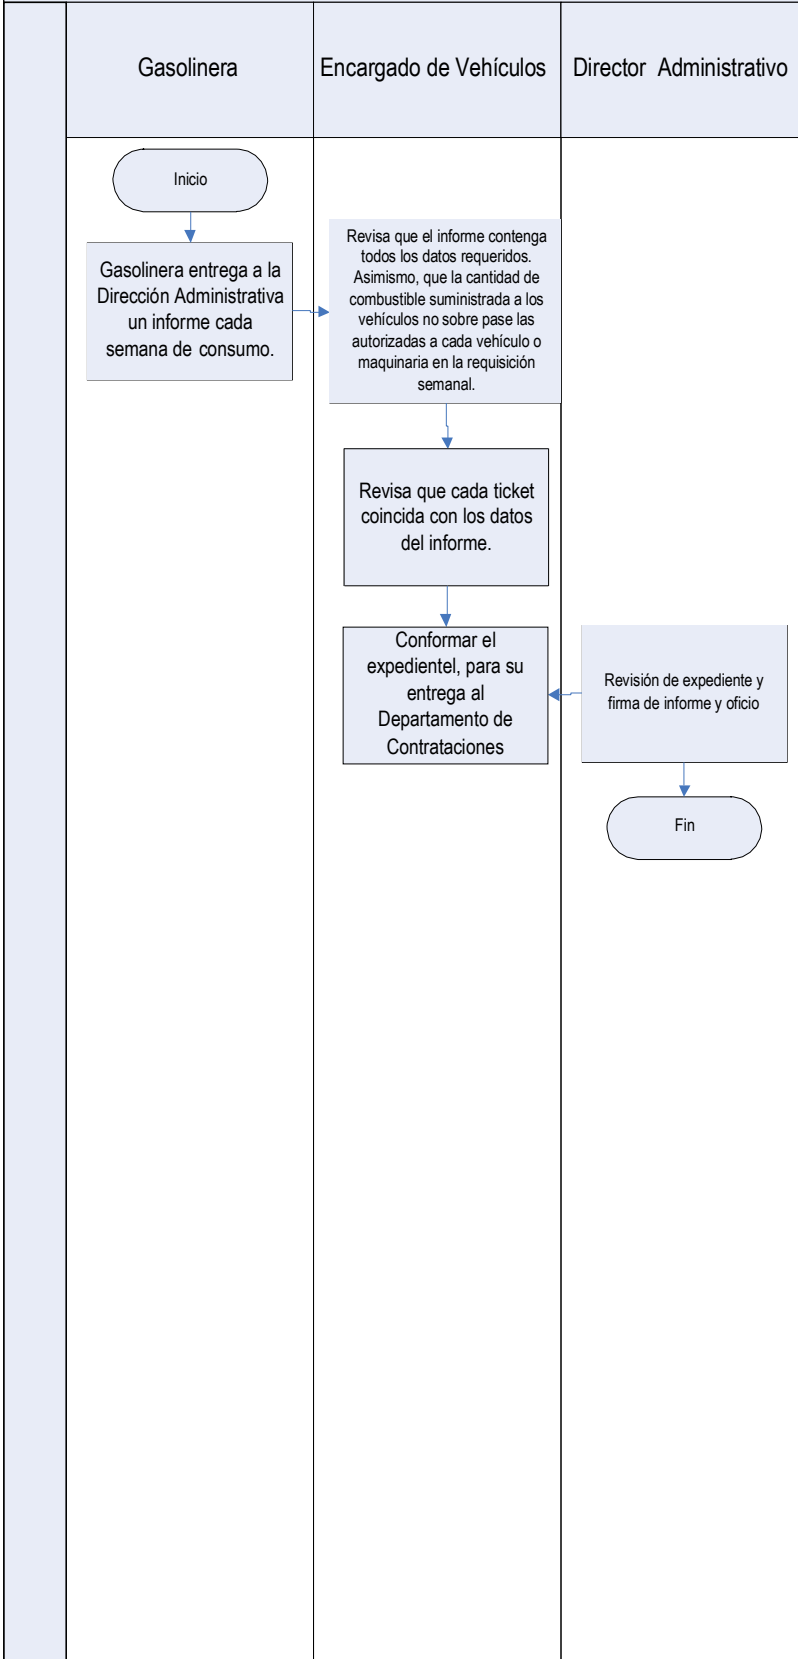 Gasolinera
Encargado de Vehículos
Director Administrativo
Inicio
Gasolinera entrega a la
Dirección Administrativa
un informe cada
semana de consumo.
Revisa que el informe contenga
todos los datos requeridos.
Asimismo, que la cantidad de
combustible suministrada a los
vehículos no sobre pase las
autorizadas a cada vehículo o
maquinaria en la requisición
semanal.
Revisa que cada ticket
coincida con los datos
del informe.
Conformar el
expedientel, para su
entrega al
Departamento de
Contrataciones
Revisión de expediente y
firma de informe y oficio
Fin